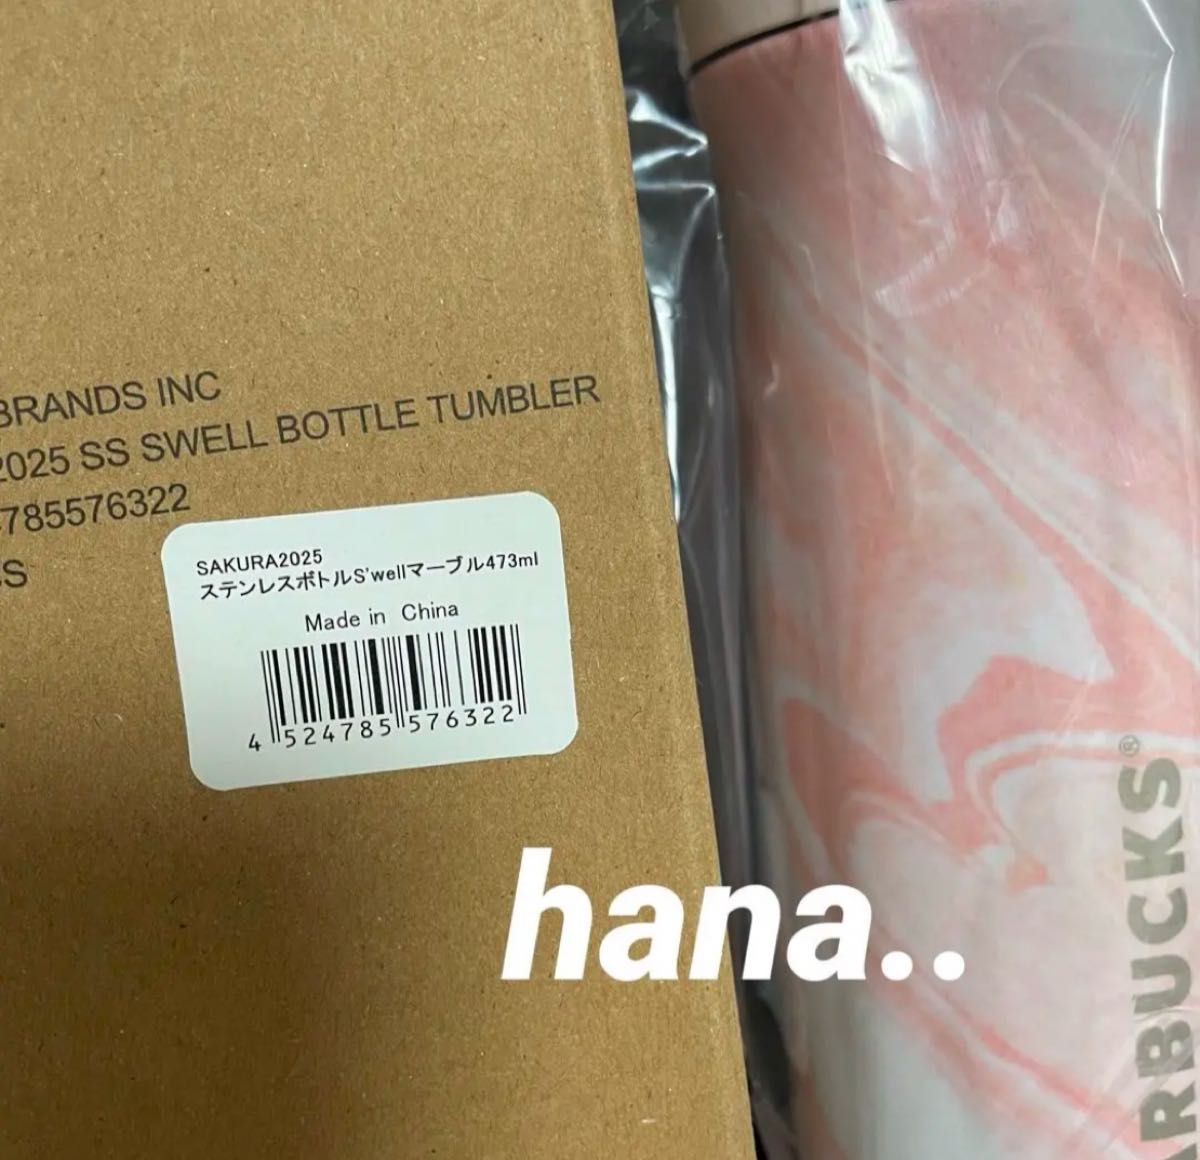 BRANDS INC
2025 SS SWELL BOTTLE TUMBLER
785576322
SAKURA2025
ステンレスボトルS'wellマーブル473ml
Made in China
4 524785 576322
hana..
ARBUCKS®